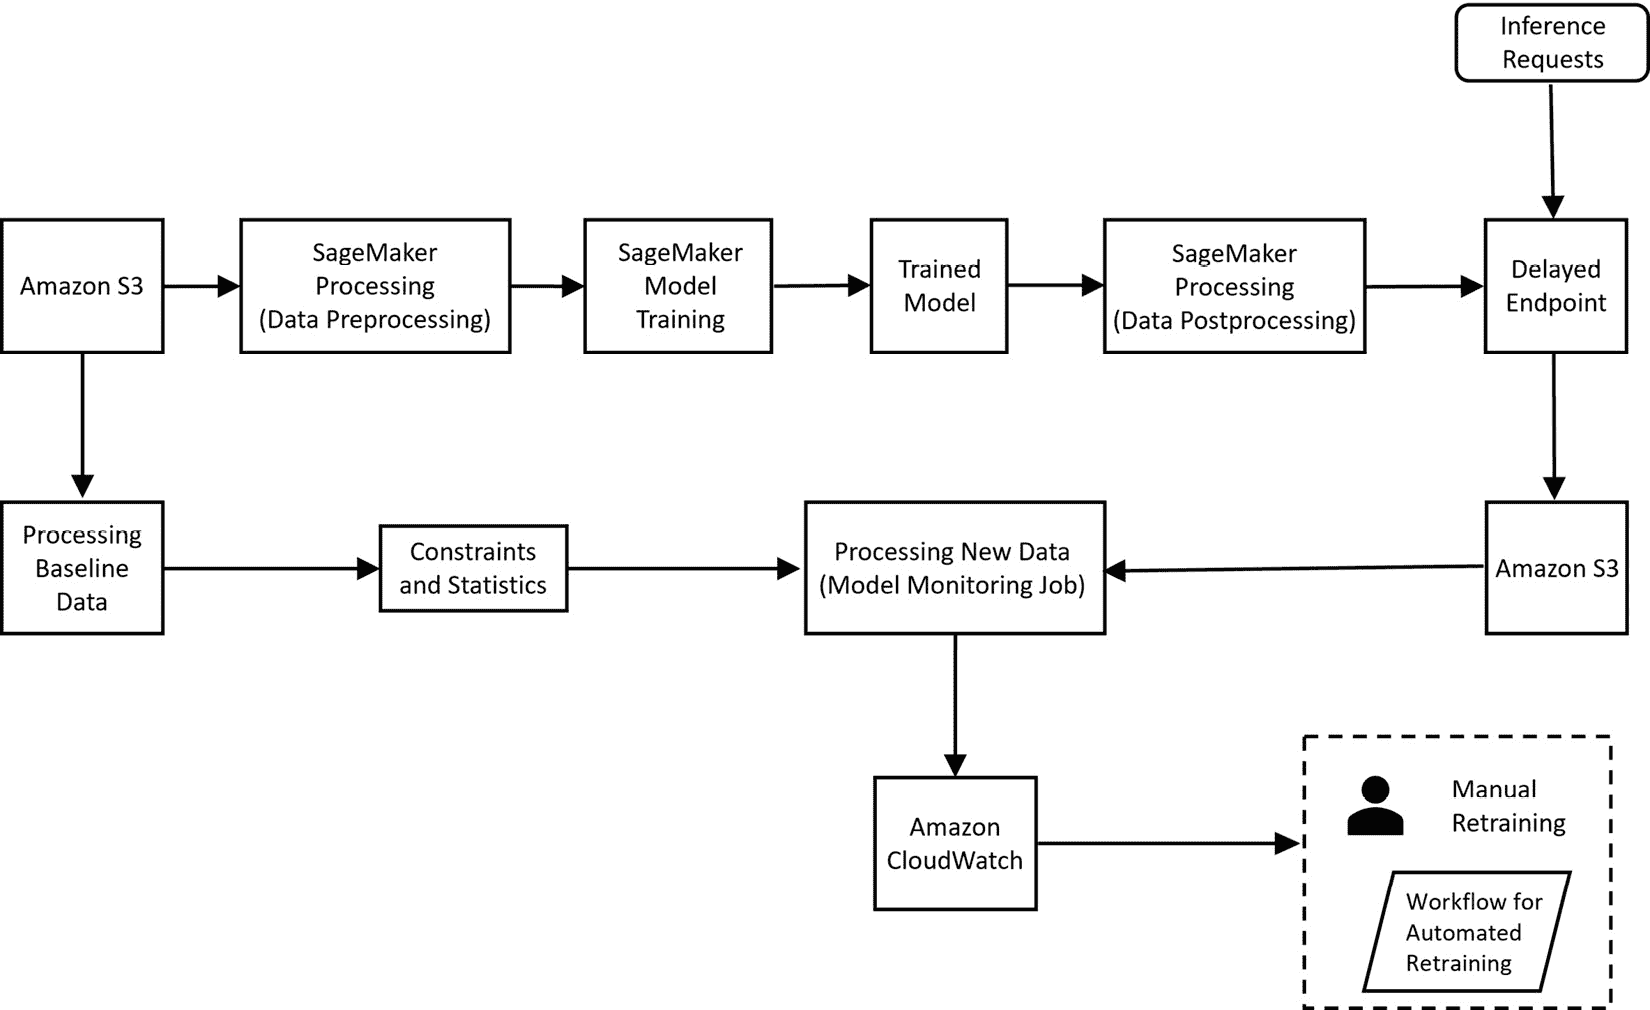 Inference
Requests
Amazon S3
SageMaker
Processing
(Data Preprocessing)
SageMaker
Model
Training
Trained
Model
SageMaker
Processing
(Data Postprocessing)
Delayed
Endpoint
Processing
Baseline
Data
Constraints
and Statistics
Processing New Data
(Model Monitoring Job)
Amazon S3
Amazon
CloudWatch
Manual
Retraining
Workflow for
Automated
Retraining